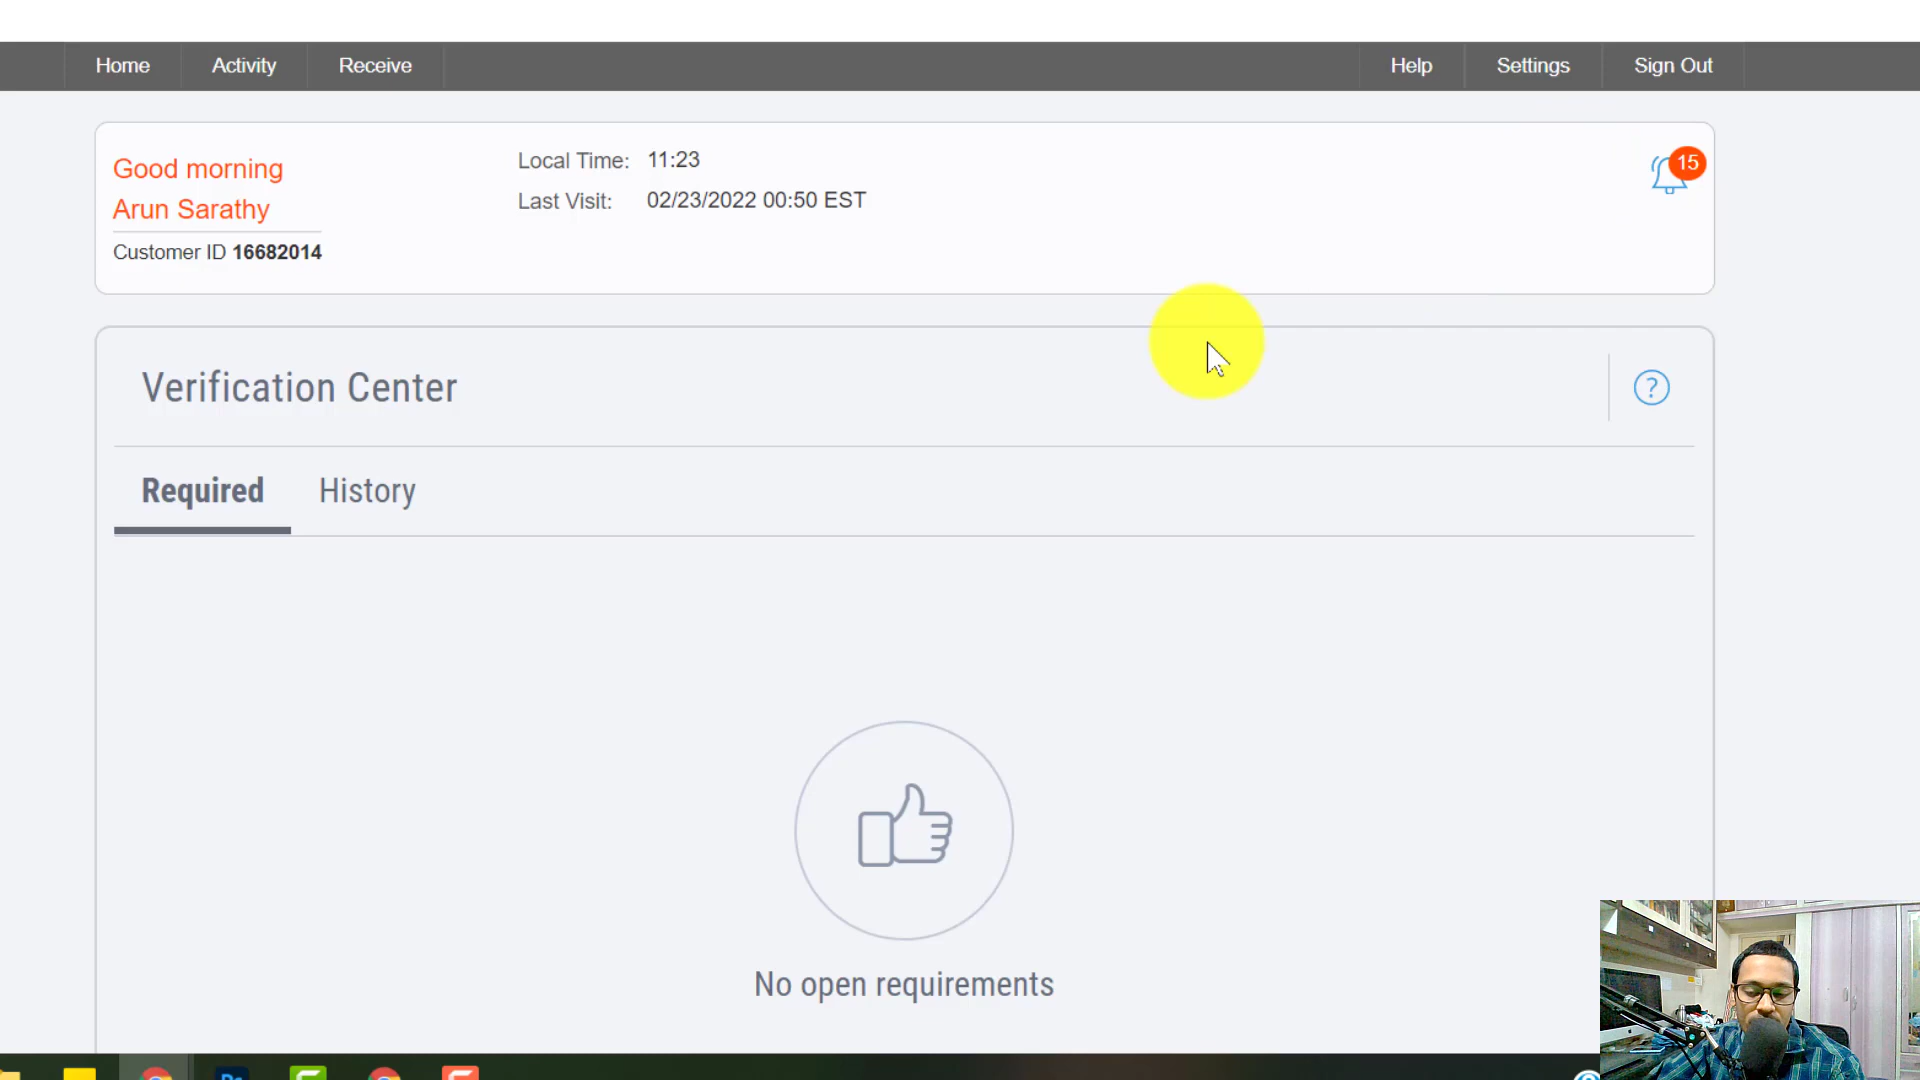 Home Activity Receive Help Settings Sign Out
Good morning
Arun Sarathy
Customer ID 16682014
Local Time: 11:23
Last Visit: 02/23/2022 00:50 EST
15
Verification Center
?
Required History
No open requirements